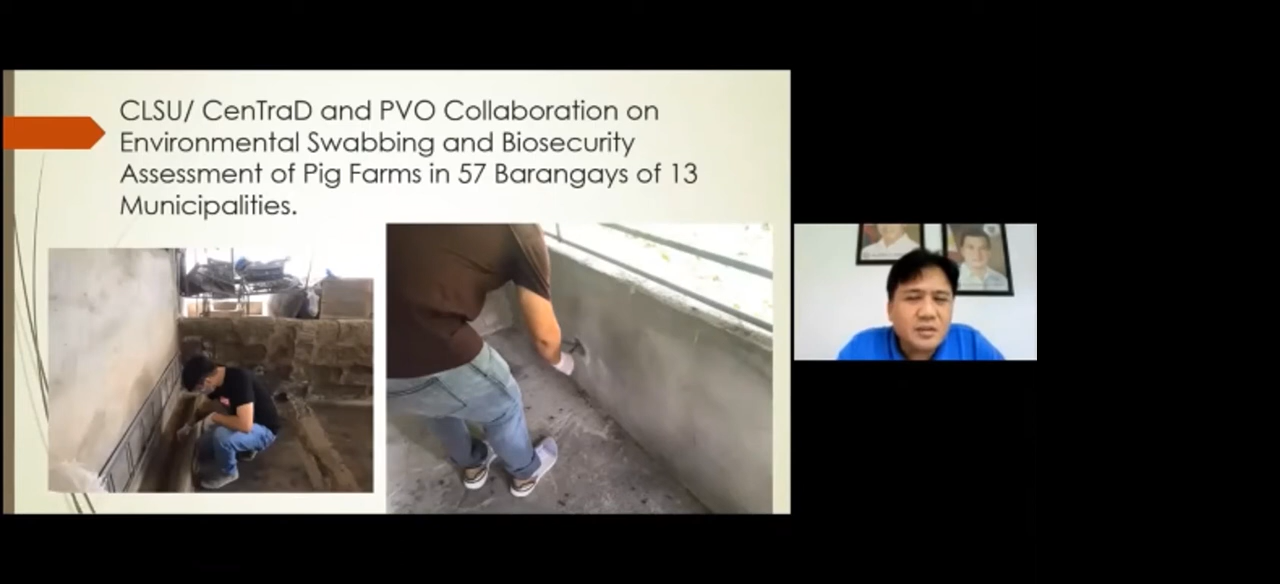 CLSU/ CenTraD and PVO Collaboration on
Environmental Swabbing and Biosecurity
Assessment of Pig Farms in 57 Barangays of 13
Municipalities.